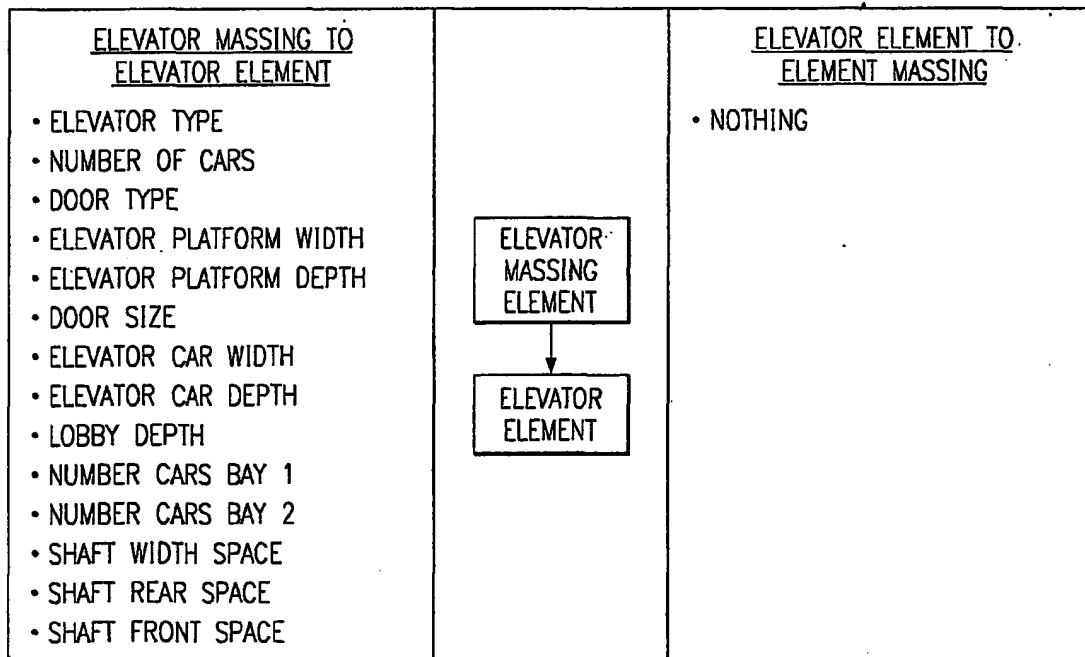 ELEVATOR MASSING TO
ELEVATOR ELEMENT
• ELEVATOR TYPE
• NUMBER OF CARS
• DOOR TYPE
• ELEVATOR PLATFORM WIDTH
• ELEVATOR PLATFORM DEPTH
• DOOR SIZE
• ELEVATOR CAR WIDTH
• ELEVATOR CAR DEPTH
• LOBBY DEPTH
• NUMBER CARS BAY 1
• NUMBER CARS BAY 2
• SHAFT WIDTH SPACE
• SHAFT REAR SPACE
• SHAFT FRONT SPACE
ELEVATOR
MASSING
ELEMENT
ELEVATOR
ELEMENT
ELEVATOR ELEMENT TO
ELEMENT MASSING
• NOTHING